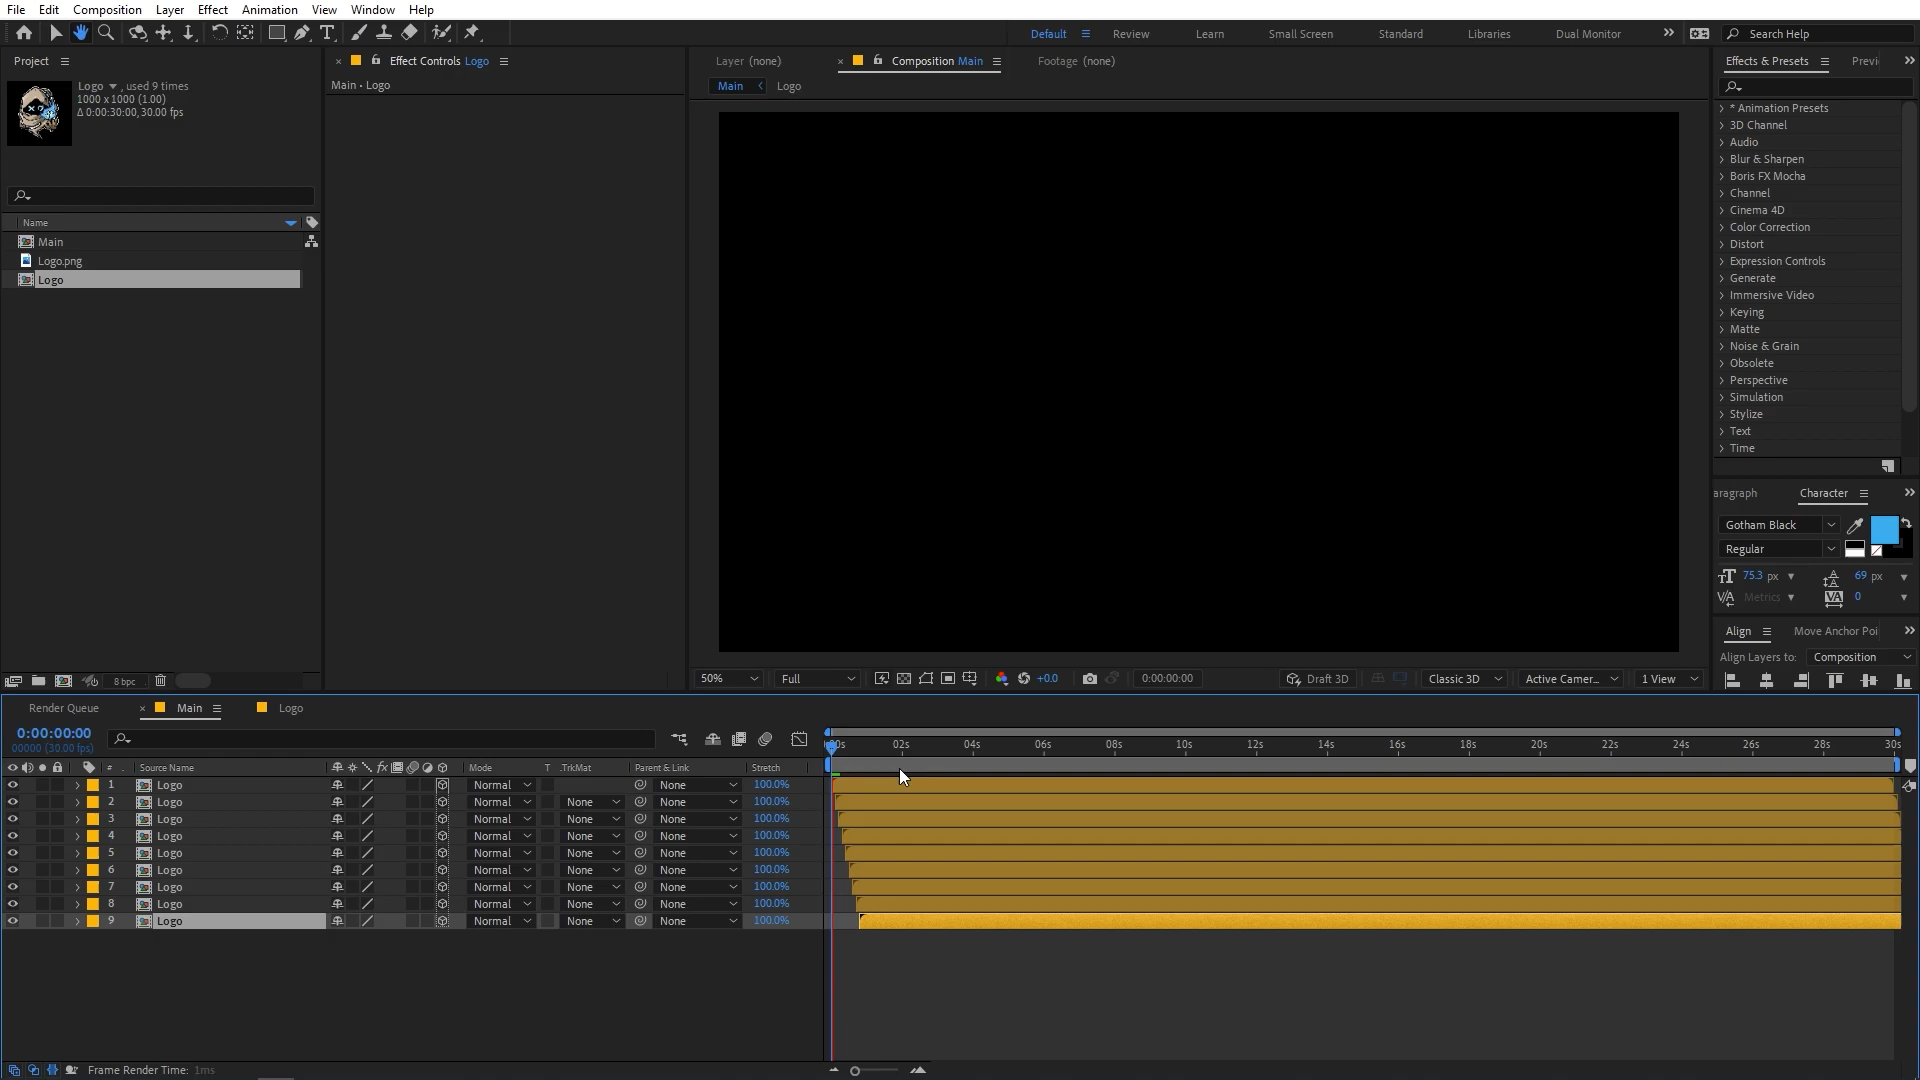 File Edit Composition Layer Effect Animation View Window Help
Default Review Learn Small Screen Standard Libraries Dual Monitor Search Help
Project
Logo , used 9 times
1000 x 1000 (1.00)
Δ 0:00:30:00, 30.00 fps
Name
Main
Logo.png
Logo
8 bpc
Effect Controls Logo
Main • Logo
Layer (none) Composition Main Footage (none)
Main Logo
50% Full +0.0 0:00:00:00 Draft 3D Classic 3D Active Camer... 1 View
Effects & Presets Previ
* Animation Presets
3D Channel
Audio
Blur & Sharpen
Boris FX Mocha
Channel
Cinema 4D
Color Correction
Distort
Expression Controls
Generate
Immersive Video
Keying
Matte
Noise & Grain
Obsolete
Perspective
Simulation
Stylize
Text
Time
aragraph Character
Gotham Black
Regular
75.3 px 69 px
Metrics 0
Align Move Anchor Poi
Align Layers to: Composition
Render Queue Main Logo
0:00:00:00
00000 (30.00 fps)
:00s 02s 04s 06s 08s 10s 12s 14s 16s 18s 20s 22s 24s 26s 28s 30s
# Source Name Mode T .TrkMat Parent & Link Stretch
1 Logo Normal None 100.0%
2 Logo Normal None None 100.0%
3 Logo Normal None None 100.0%
4 Logo Normal None None 100.0%
5 Logo Normal None None 100.0%
6 Logo Normal None None 100.0%
7 Logo Normal None None 100.0%
8 Logo Normal None None 100.0%
9 Logo Normal None None 100.0%
Frame Render Time: 1ms